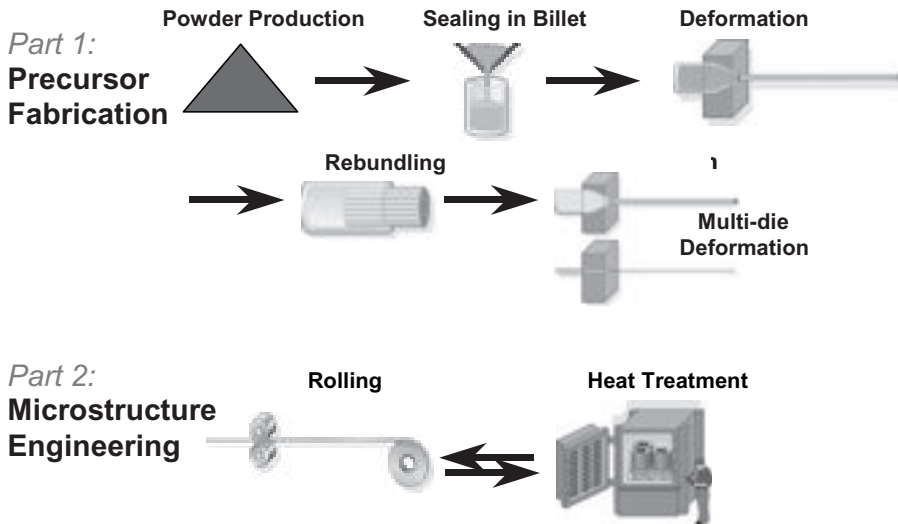 Powder Production
Sealing in Billet
Deformation
Part 1:
Precursor
Fabrication
Rebundling
Multi-die
Deformation
Part 2:
Microstructure
Engineering
Rolling
Heat Treatment